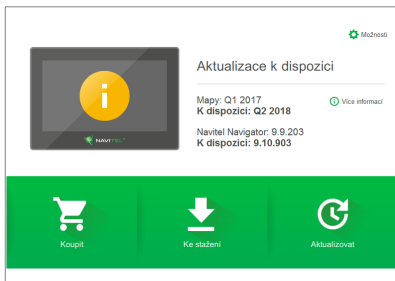 Možnosti
Aktualizace k dispozici
Mapy: Q1 2017
Více informací
K dispozici: Q2 2018
Navitel Navigator: 9.9.203
K dispozici: 9.10.903
NAVITEL
Koupit
Ke stažení
Aktualizovat